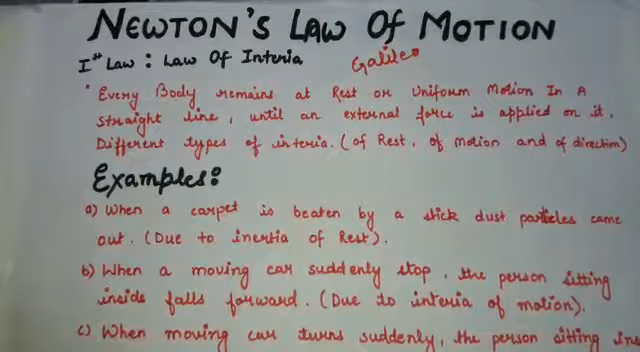 NEWTON'S LAW OF MOTION
Ist Law : Law Of Interia Galileo
• Every Body remains at Rest or Uniform Motion In A
straight line, until an external force is applied on it.
Different types of interia. (of Rest, of motion and of direction)
Examples:
a) When a carpet is beaten by a stick dust particles came
out. (Due to inertia of Rest).
b) When a moving car suddenly stop, the person sitting
inside falls forward. (Due to interia of motion).
c) When moving car turns suddenly, the person sitting ins